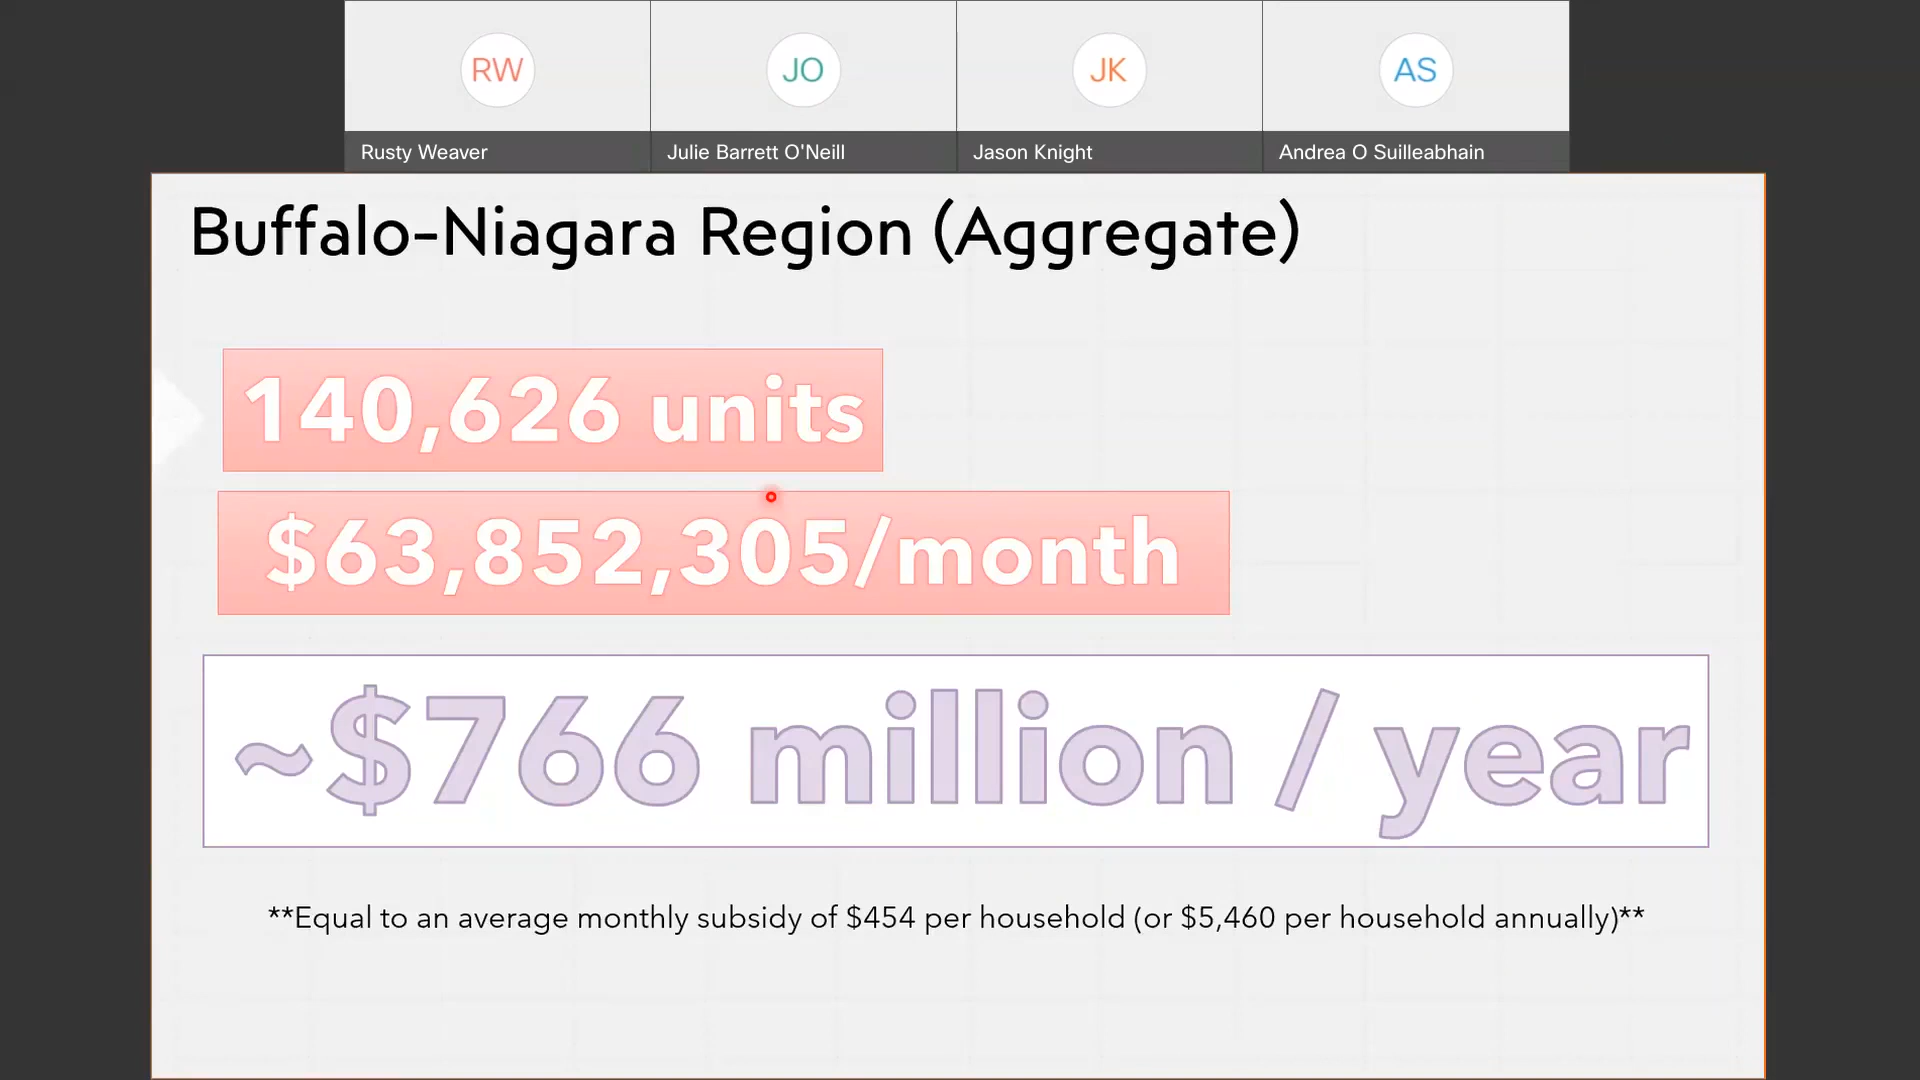 RW
JO
JK
AS
Rusty Weaver
Julie Barrett O'Neill
Jason Knight
Andrea O Suilleabhain
Buffalo-Niagara Region (Aggregate)
140,626 units
$63,852,305/month
~$766 million / year
**Equal to an average monthly subsidy of $454 per household (or $5,460 per household annually)**